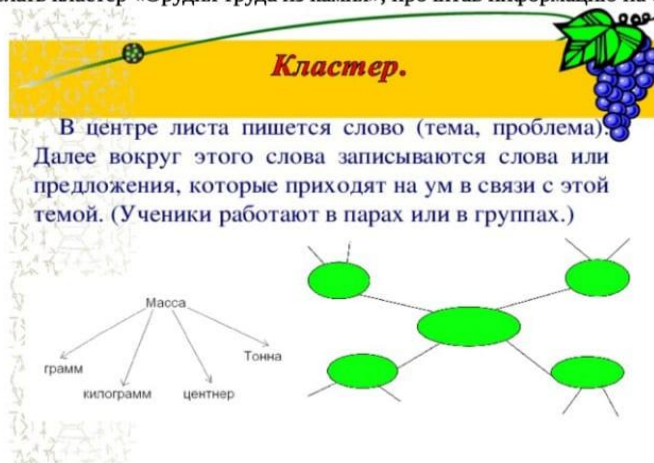 Кластер.
В центре листа пишется слово (тема, проблема).
Далее вокруг этого слова записываются слова или
предложения, которые приходят на ум в связи с этой
темой. (Ученики работают в парах или в группах.)
Масса
грамм
килограмм
центнер
Тонна